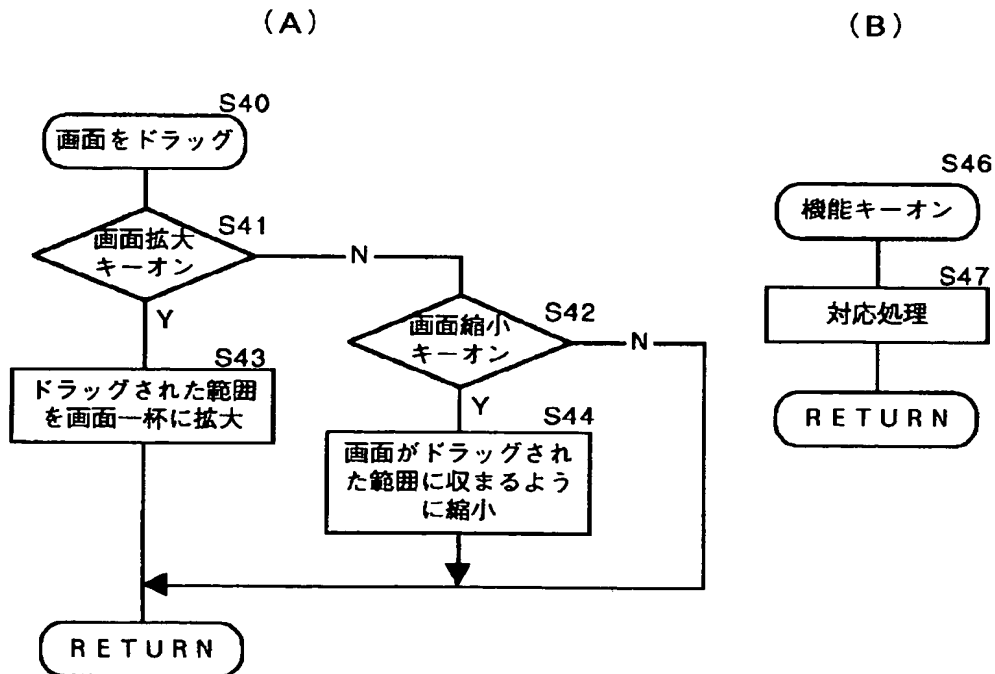 (A)
S40
画面をドラッグ
S41
画面拡大
キーオン
N
Y
S42
画面縮小
キーオン
N
Y
S43
ドラッグされた範囲
を画面一杯に拡大
S44
画面がドラッグされ
た範囲に収まるよう
に縮小
RETURN
(B)
S46
機能キーオン
S47
対応処理
RETURN